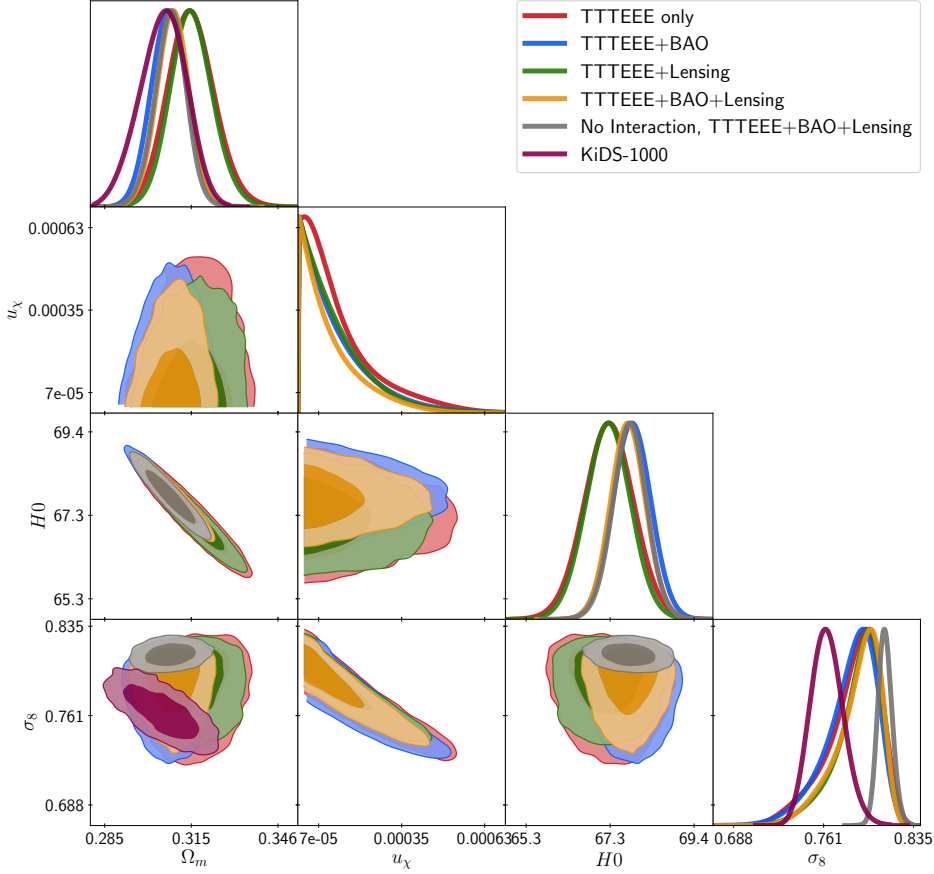 TTTEEE only
TTTEEE+BAO
TTTEEE+Lensing
TTTEEE+BAO+Lensing
No Interaction, TTTEEE+BAO+Lensing
KiDS-1000
0.00063
0.00035
7e-05
u_χ
69.4
67.3
65.3
H0
0.835
0.761
0.688
σ_8
0.285 0.315 0.346
7e-05 0.00035 0.00063
65.3 67.3 69.4
0.688 0.761 0.835
Ω_m u_χ H0 σ_8